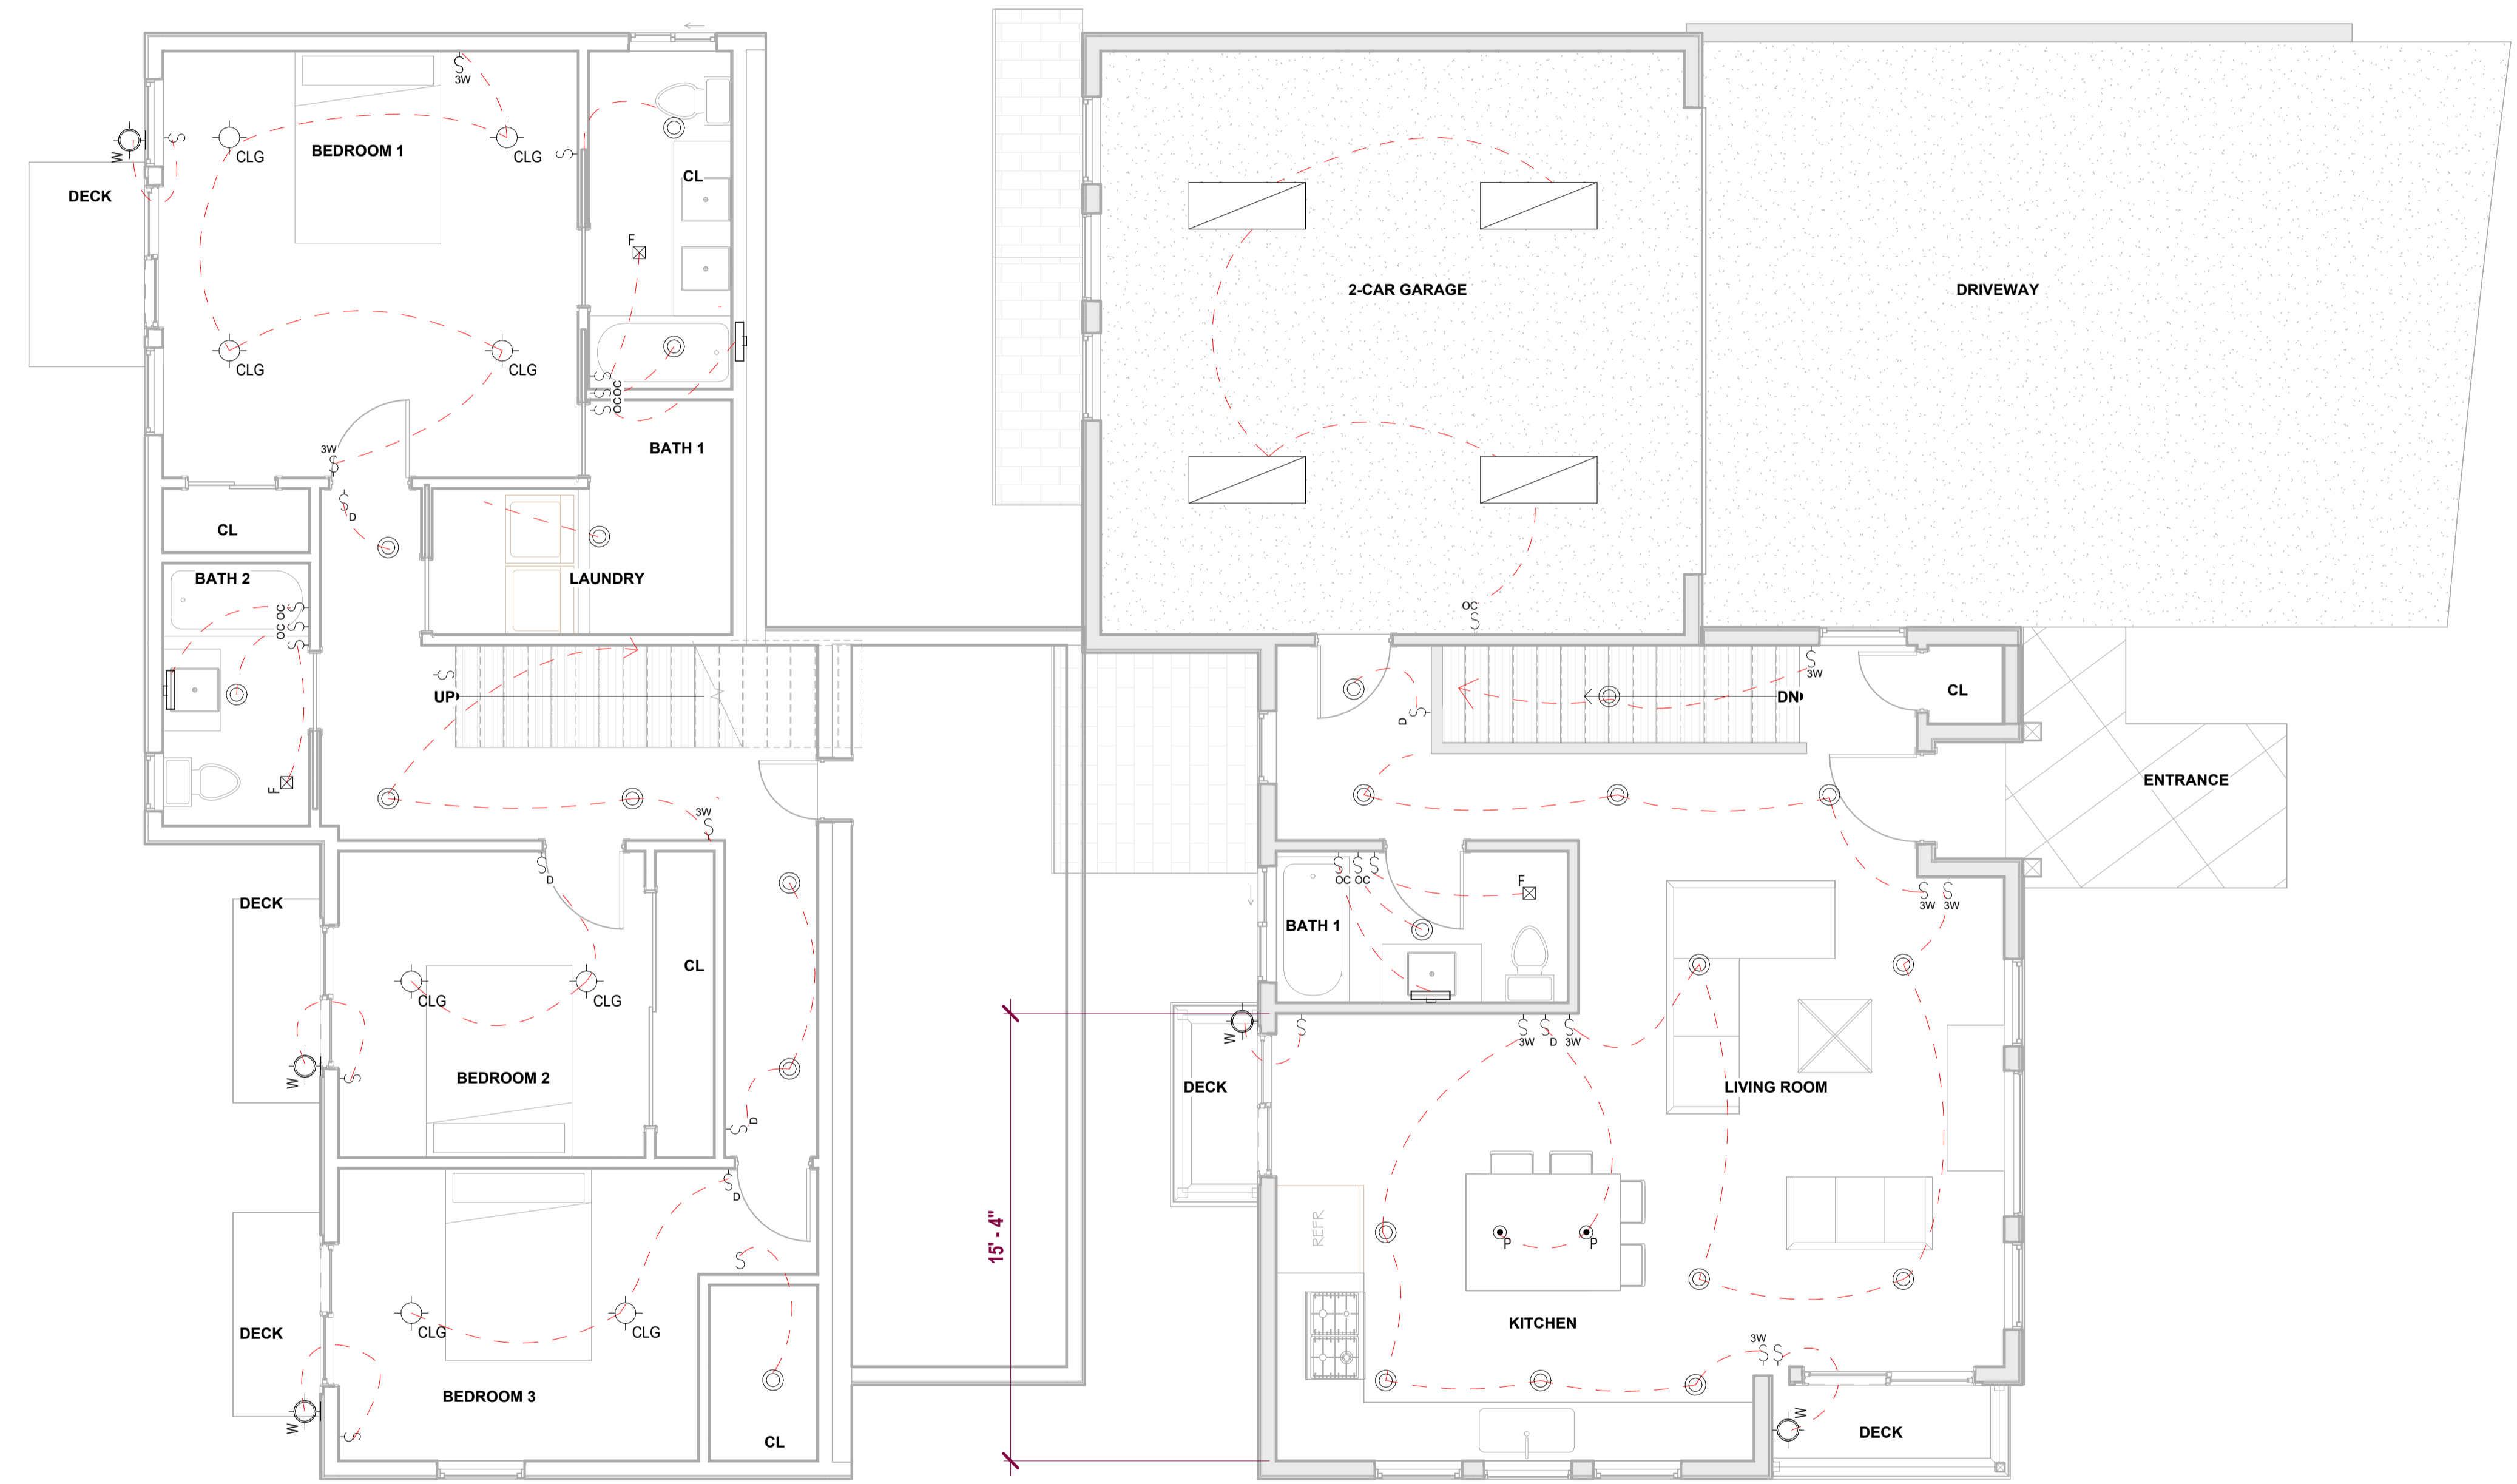 3W
CLG
CLG
BEDROOM 1
W
DECK
CL
F
CLG
CLG
3W
OC OC
BATH 1
D
CL
BATH 2
LAUNDRY
OC OC
UP
F
3W
D
DECK
CL
CLG
CLG
W
BEDROOM 2
D
D
DECK
CLG
CLG
BEDROOM 3
W
CL
2-CAR GARAGE
DRIVEWAY
OC
3W
D
DN
CL
ENTRANCE
OC OC
F
BATH 1
3W 3W
W
3W D 3W
DECK
LIVING ROOM
15' - 4"
REFR
P
P
KITCHEN
3W
W
DECK